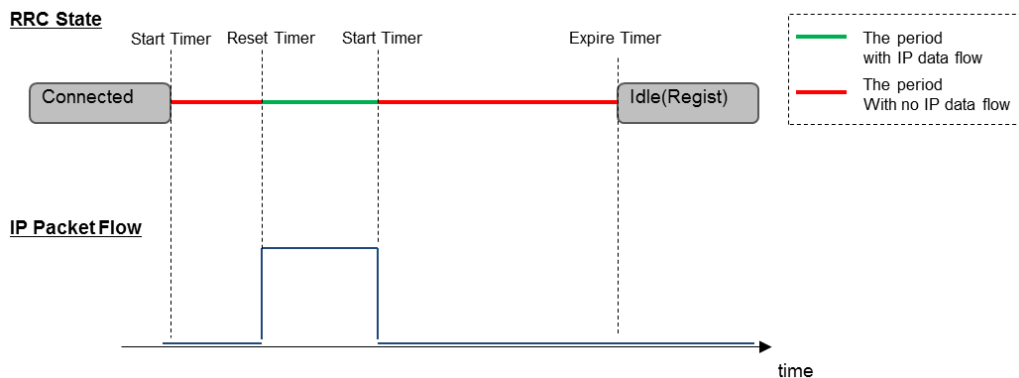 RRC State
Start Timer
Reset Timer
Start Timer
Expire Timer
Connected
Idle(Regist)
The period
with IP data flow
The period
With no IP data flow
IP Packet Flow
time